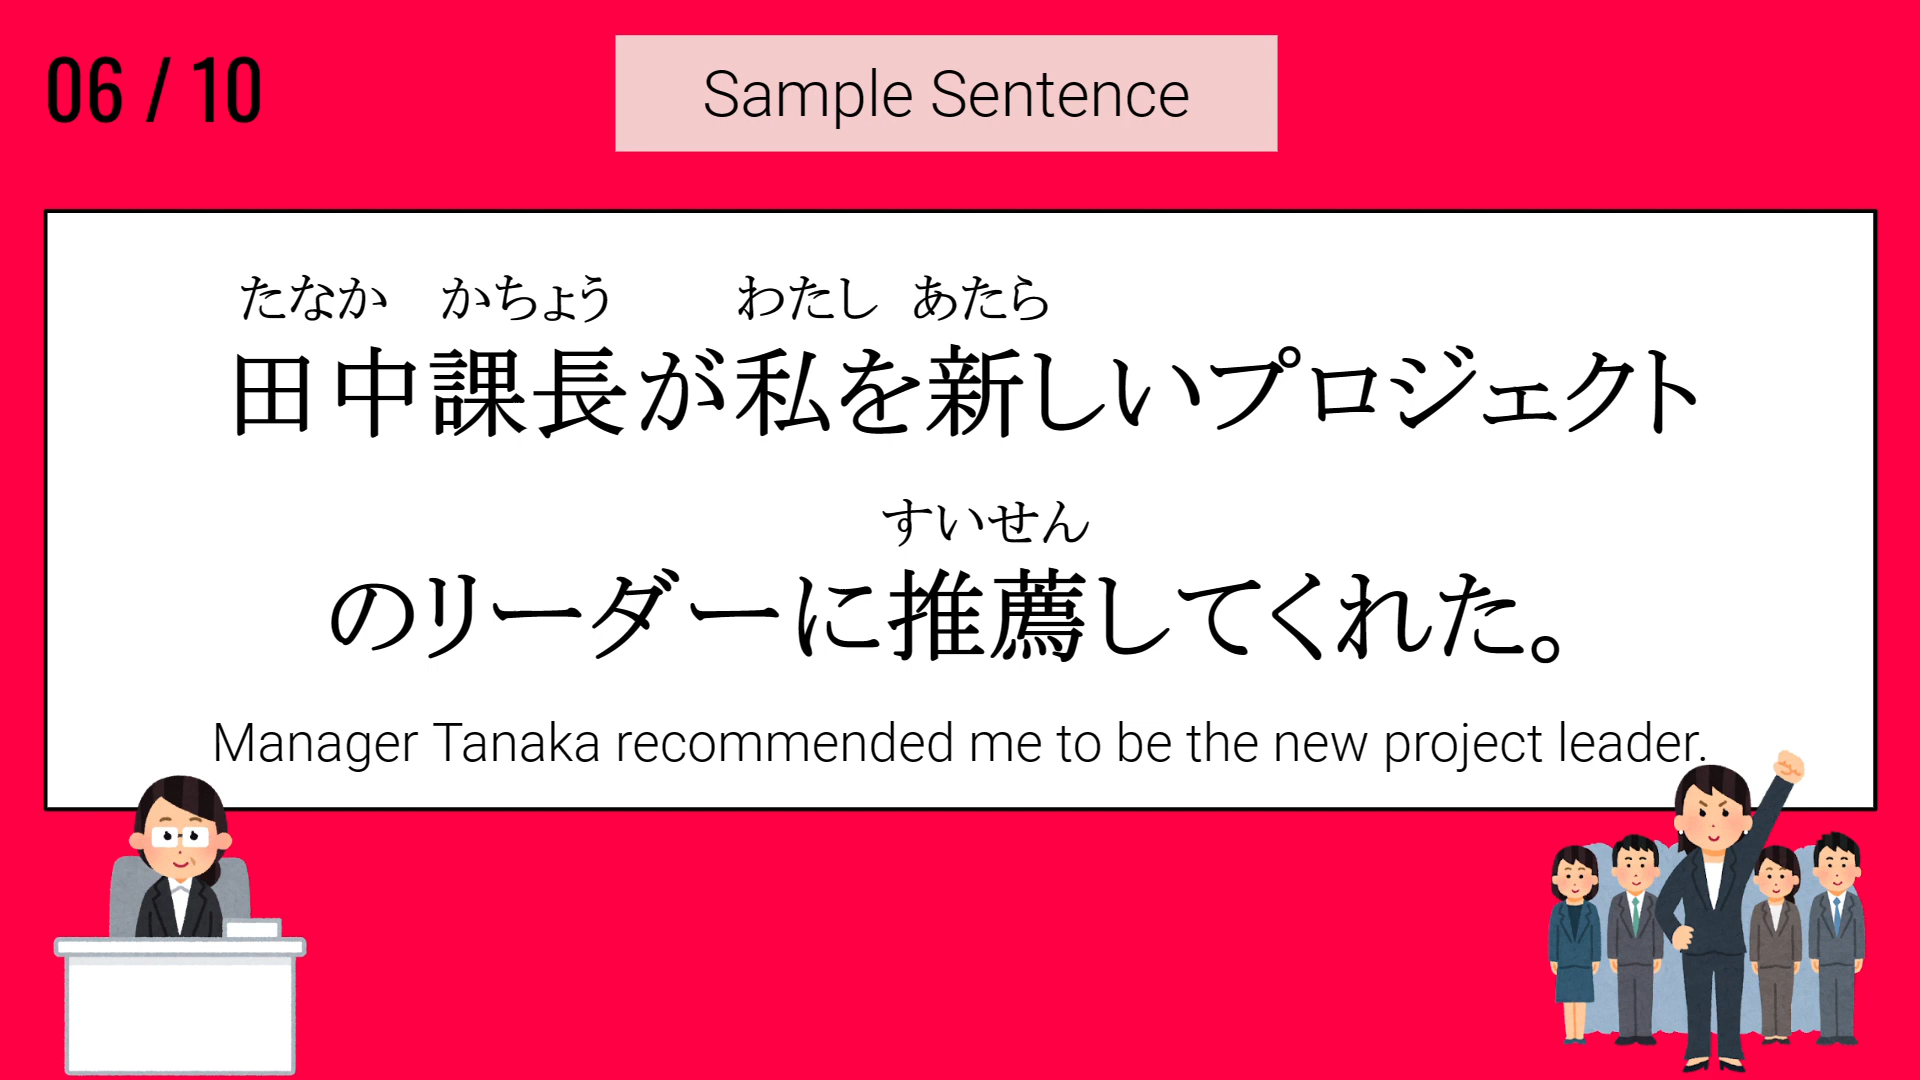 06 / 10
Sample Sentence
たなか かちょう わたし あたら
田中課長が私を新しいプロジェクト
すいせん
のリーダーに推薦してくれた。
Manager Tanaka recommended me to be the new project leader.